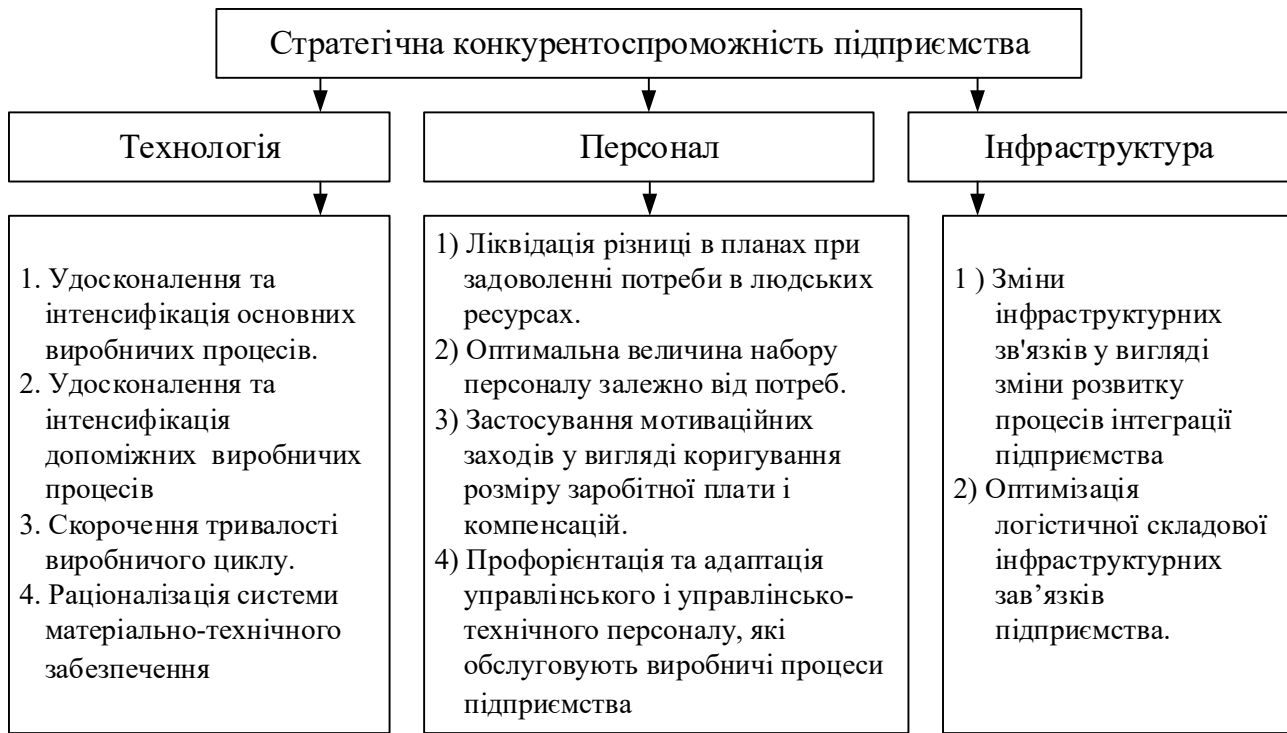 Стратегічна конкурентоспроможність підприємства
Технологія
Персонал
Інфраструктура
1. Удосконалення та
інтенсифікація основних
виробничих процесів.
2. Удосконалення та
інтенсифікація
допоміжних виробничих
процесів
3. Скорочення тривалості
виробничого циклу.
4. Раціоналізація системи
матеріально-технічного
забезпечення
1) Ліквідація різниці в планах при
задоволенні потреби в людських
ресурсах.
2) Оптимальна величина набору
персоналу залежно від потреб.
3) Застосування мотиваційних
заходів у вигляді коригування
розміру заробітної плати і
компенсацій.
4) Профорієнтація та адаптація
управлінського і управлінсько-
технічного персоналу, які
обслуговують виробничі процеси
підприємства
1 ) Зміни
інфраструктурних
зв'язків у вигляді
зміни розвитку
процесів інтеграції
підприємства
2) Оптимізація
логістичної складової
інфраструктурних
зав’язків
підприємства.